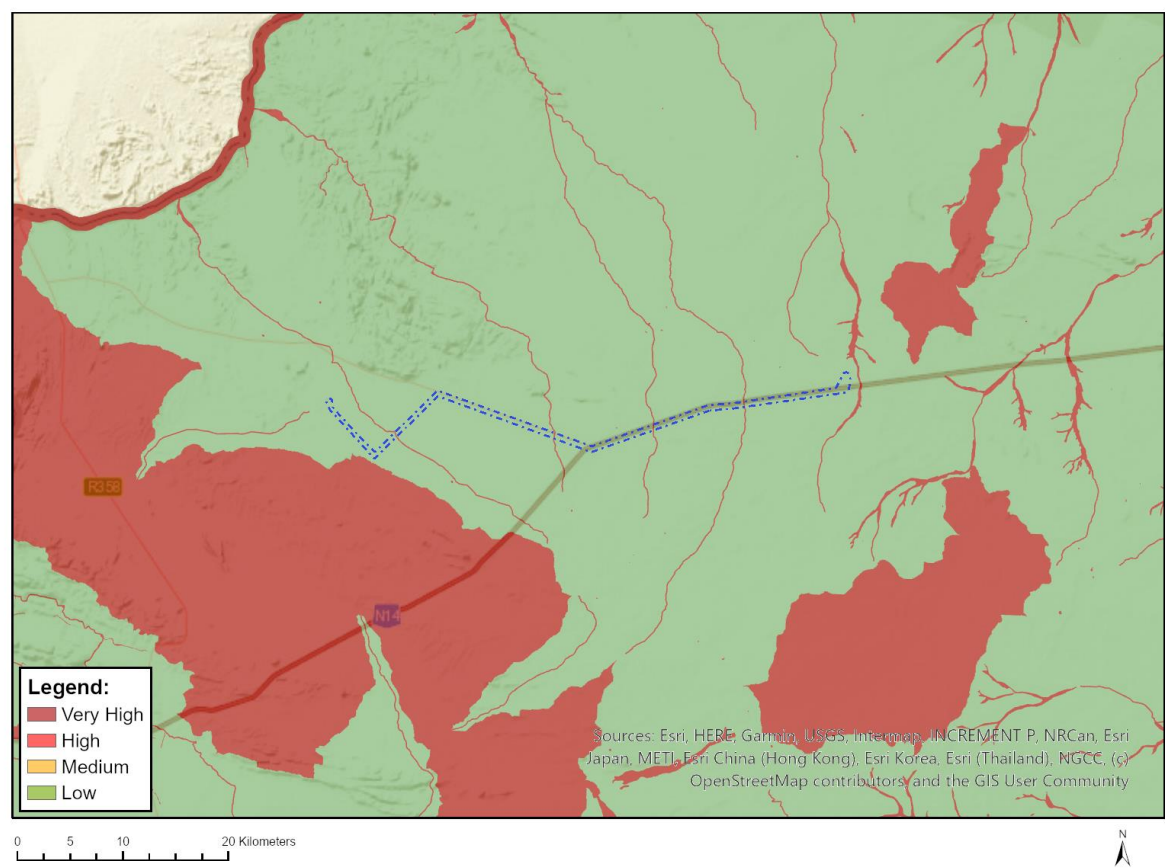 R358
N14
Legend:
Very High
High
Medium
Low
Sources: Esri, HERE, Garmin, USGS, Intermap, INCREMENT P, NRCan, Esri
Japan, METI, Esri China (Hong Kong), Esri Korea, Esri (Thailand), NGCC, (c)
OpenStreetMap contributors, and the GIS User Community
0 5 10 20 Kilometers
N